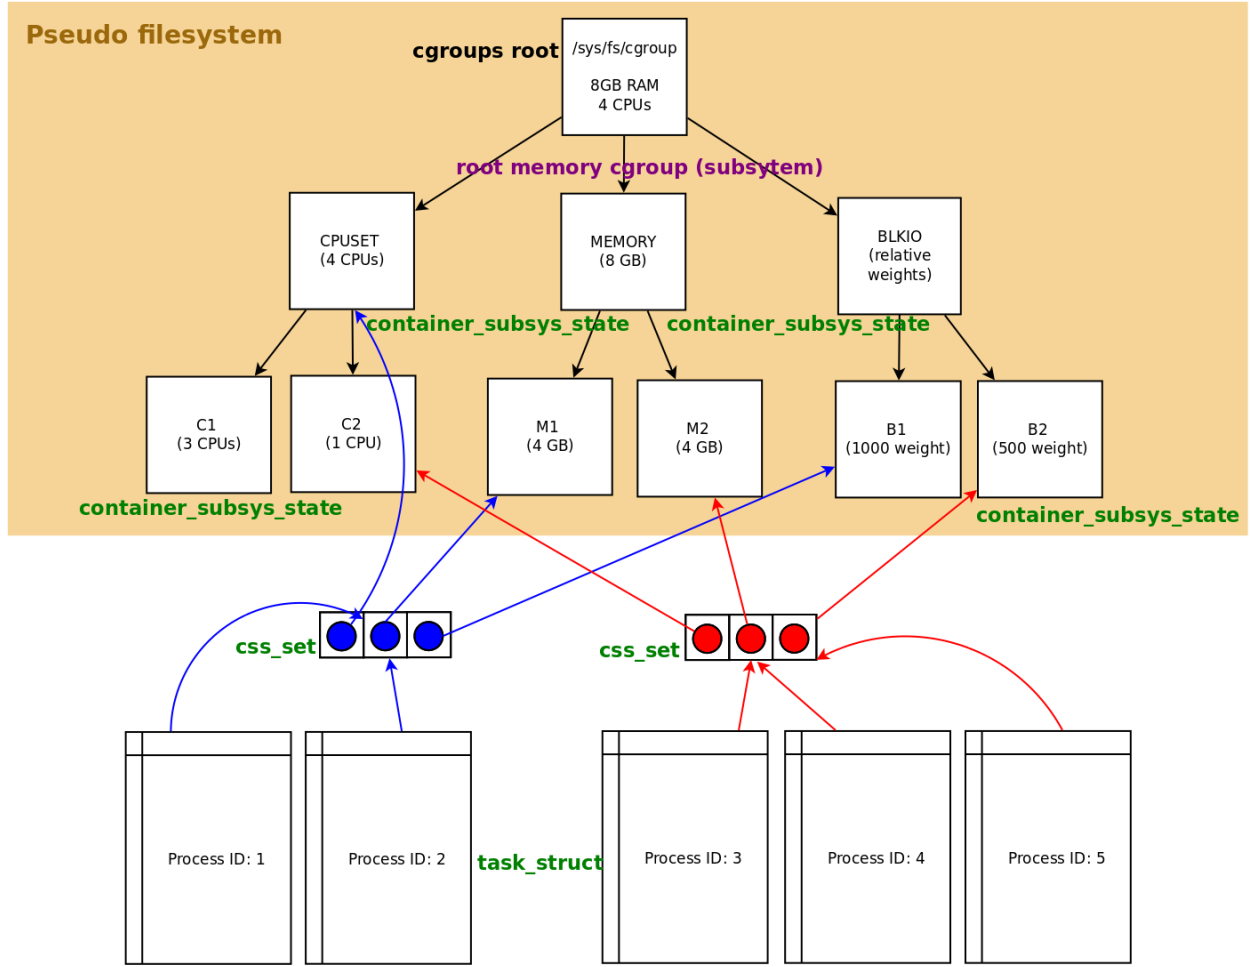 Pseudo filesystem
cgroups root
/sys/fs/cgroup
8GB RAM
4 CPUs
root memory cgroup (subsytem)
CPUSET
(4 CPUs)
MEMORY
(8 GB)
BLKIO
(relative
weights)
container_subsys_state
container_subsys_state
C1
(3 CPUs)
C2
(1 CPU)
M1
(4 GB)
M2
(4 GB)
B1
(1000 weight)
B2
(500 weight)
container_subsys_state
container_subsys_state
css_set
css_set
Process ID: 1
Process ID: 2
task_struct
Process ID: 3
Process ID: 4
Process ID: 5